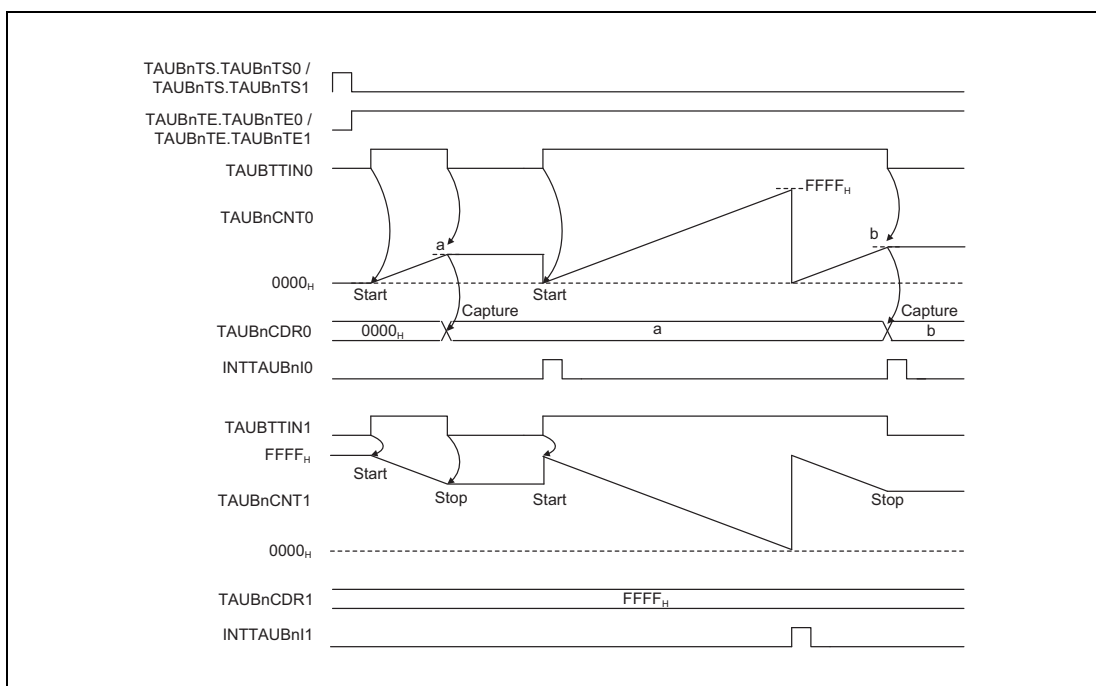 TAUBnTS.TAUBnTS0 /
TAUBnTS.TAUBnTS1
TAUBnTE.TAUBnTE0 /
TAUBnTE.TAUBnTE1
TAUBTTIN0
FFFFH
TAUBnCNT0
a
b
0000H
Start
Start
Capture
Capture
TAUBnCDR0
0000H
a
b
INTTAUBnI0
TAUBTTIN1
FFFFH
Start
Stop
Start
Stop
TAUBnCNT1
0000H
TAUBnCDR1
FFFFH
INTTAUBnI1